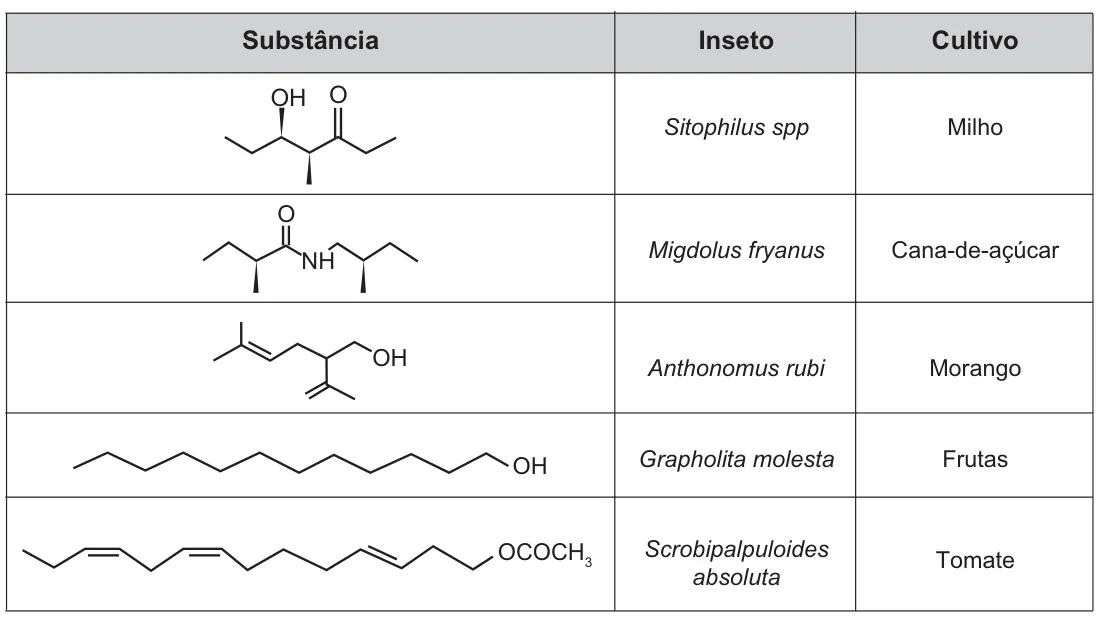 Substância Inseto Cultivo
OH O
Sitophilus spp Milho
O
NH
Migdolus fryanus Cana-de-açúcar
OH
Anthonomus rubi Morango
OH
Grapholita molesta Frutas
OCOCH₃
Scrobipalpuloides
absoluta
Tomate